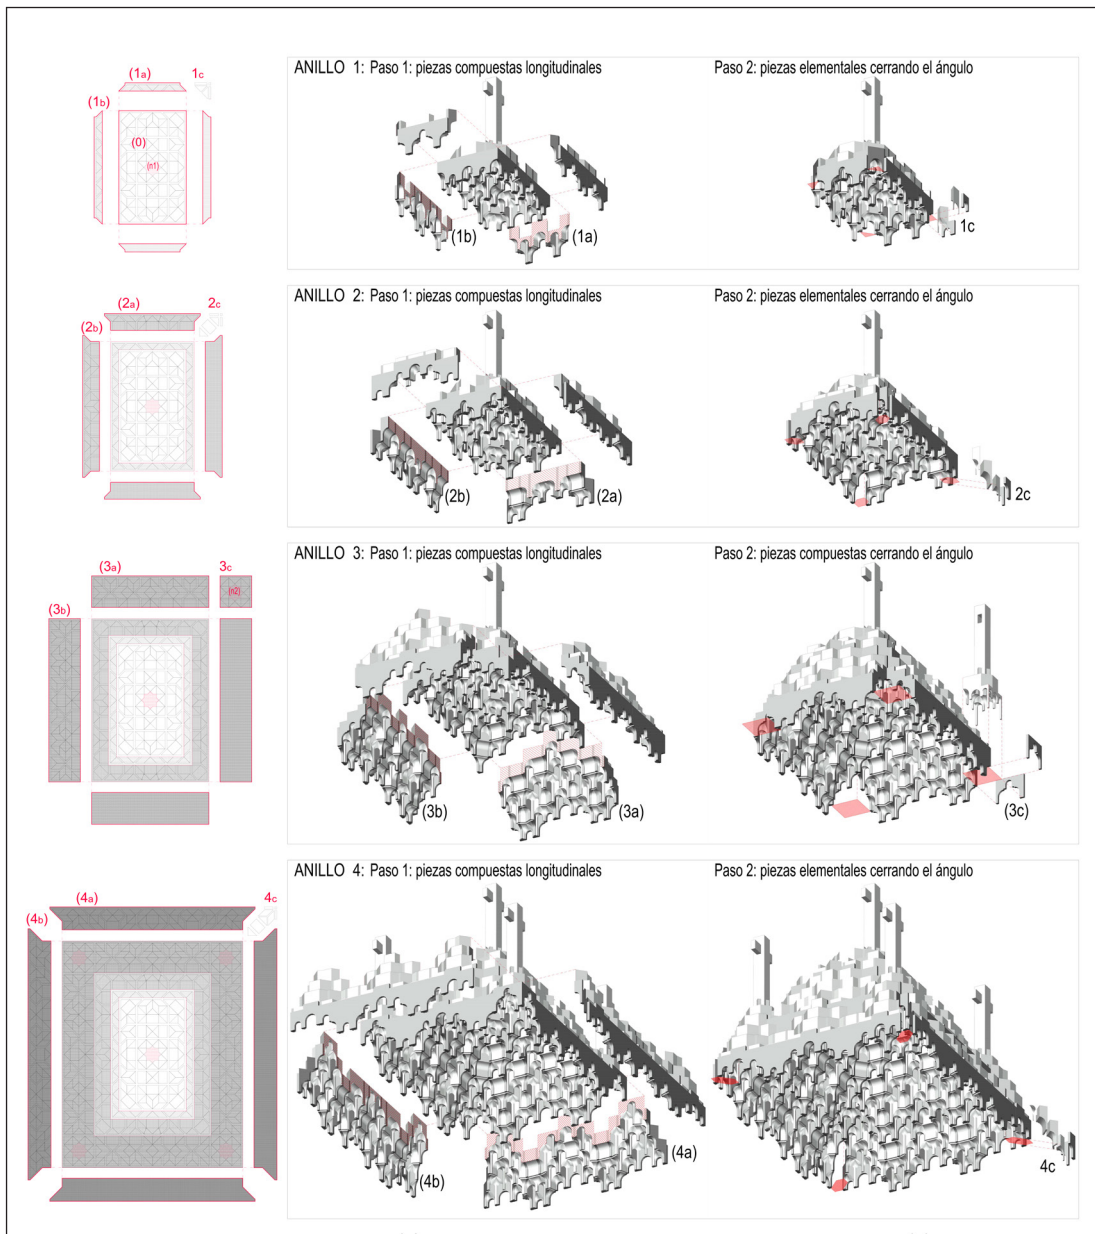 (1a) 1c
(1b)
(0)
(n1)
ANILLO 1: Paso 1: piezas compuestas longitudinales
(1b) (1a)
Paso 2: piezas elementales cerrando el ángulo
1c
(2a) 2c
(2b)
ANILLO 2: Paso 1: piezas compuestas longitudinales
(2b) (2a)
Paso 2: piezas elementales cerrando el ángulo
2c
(3a) 3c
(n2)
(3b)
ANILLO 3: Paso 1: piezas compuestas longitudinales
(3b) (3a)
Paso 2: piezas compuestas cerrando el ángulo
(3c)
(4a) 4c
(4b)
ANILLO 4: Paso 1: piezas compuestas longitudinales
(4a)
(4b)
Paso 2: piezas elementales cerrando el ángulo
4c